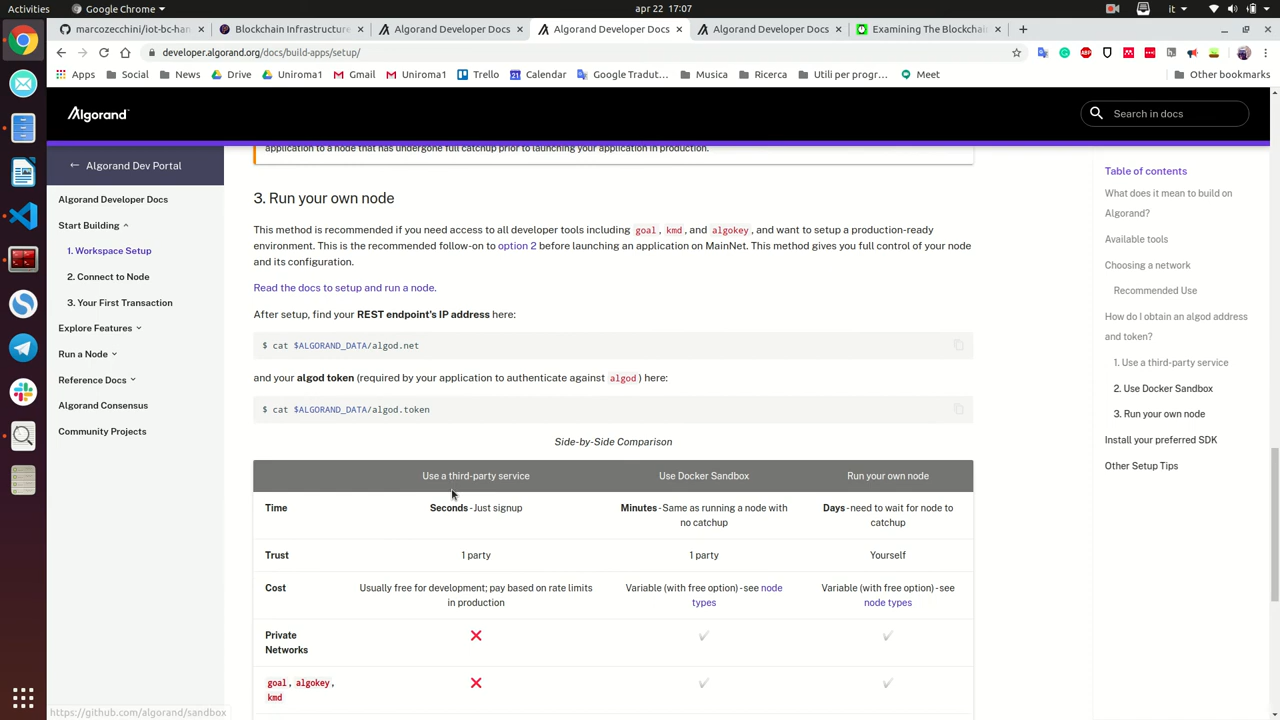 Activities
apr 22 17:07
it
marcozecchini/iot-bc-han
Blockchain Infrastructure
Algorand Developer Docs
Algorand Developer Docs
Algorand Developer Docs
Examining The Blockchain
developer.algorand.org/docs/build-apps/setup/
Apps Social News Drive Uniroma1 Gmail Uniroma1 Trello Calendar Google Tradut... Musica Ricerca Utili per progr... Meet Other bookmarks
Algorand
Search in docs
Algorand Dev Portal
Algorand Developer Docs
Start Building
1. Workspace Setup
2. Connect to Node
3. Your First Transaction
Explore Features
Run a Node
Reference Docs
Algorand Consensus
Community Projects
application to a node that has undergone full catchup prior to launching your application in production.
3. Run your own node
This method is recommended if you need access to all developer tools including goal, kmd, and algokey, and want to setup a production-ready
environment. This is the recommended follow-on to option 2 before launching an application on MainNet. This method gives you full control of your node
and its configuration.
Read the docs to setup and run a node.
After setup, find your REST endpoint's IP address here:
$ cat $ALGORAND_DATA/algod.net
and your algod token (required by your application to authenticate against algod) here:
$ cat $ALGORAND_DATA/algod.token
Side-by-Side Comparison
Use a third-party service Use Docker Sandbox Run your own node
Time Seconds - Just signup Minutes - Same as running a node with Days - need to wait for node to
no catchup catchup
Trust 1 party 1 party Yourself
Cost Usually free for development; pay based on rate limits Variable (with free option) - see node Variable (with free option) - see
in production types node types
Private
Networks
goal, algokey,
kmd
Table of contents
What does it mean to build on
Algorand?
Available tools
Choosing a network
Recommended Use
How do I obtain an algod address
and token?
1. Use a third-party service
2. Use Docker Sandbox
3. Run your own node
Install your preferred SDK
Other Setup Tips
https://github.com/algorand/sandbox